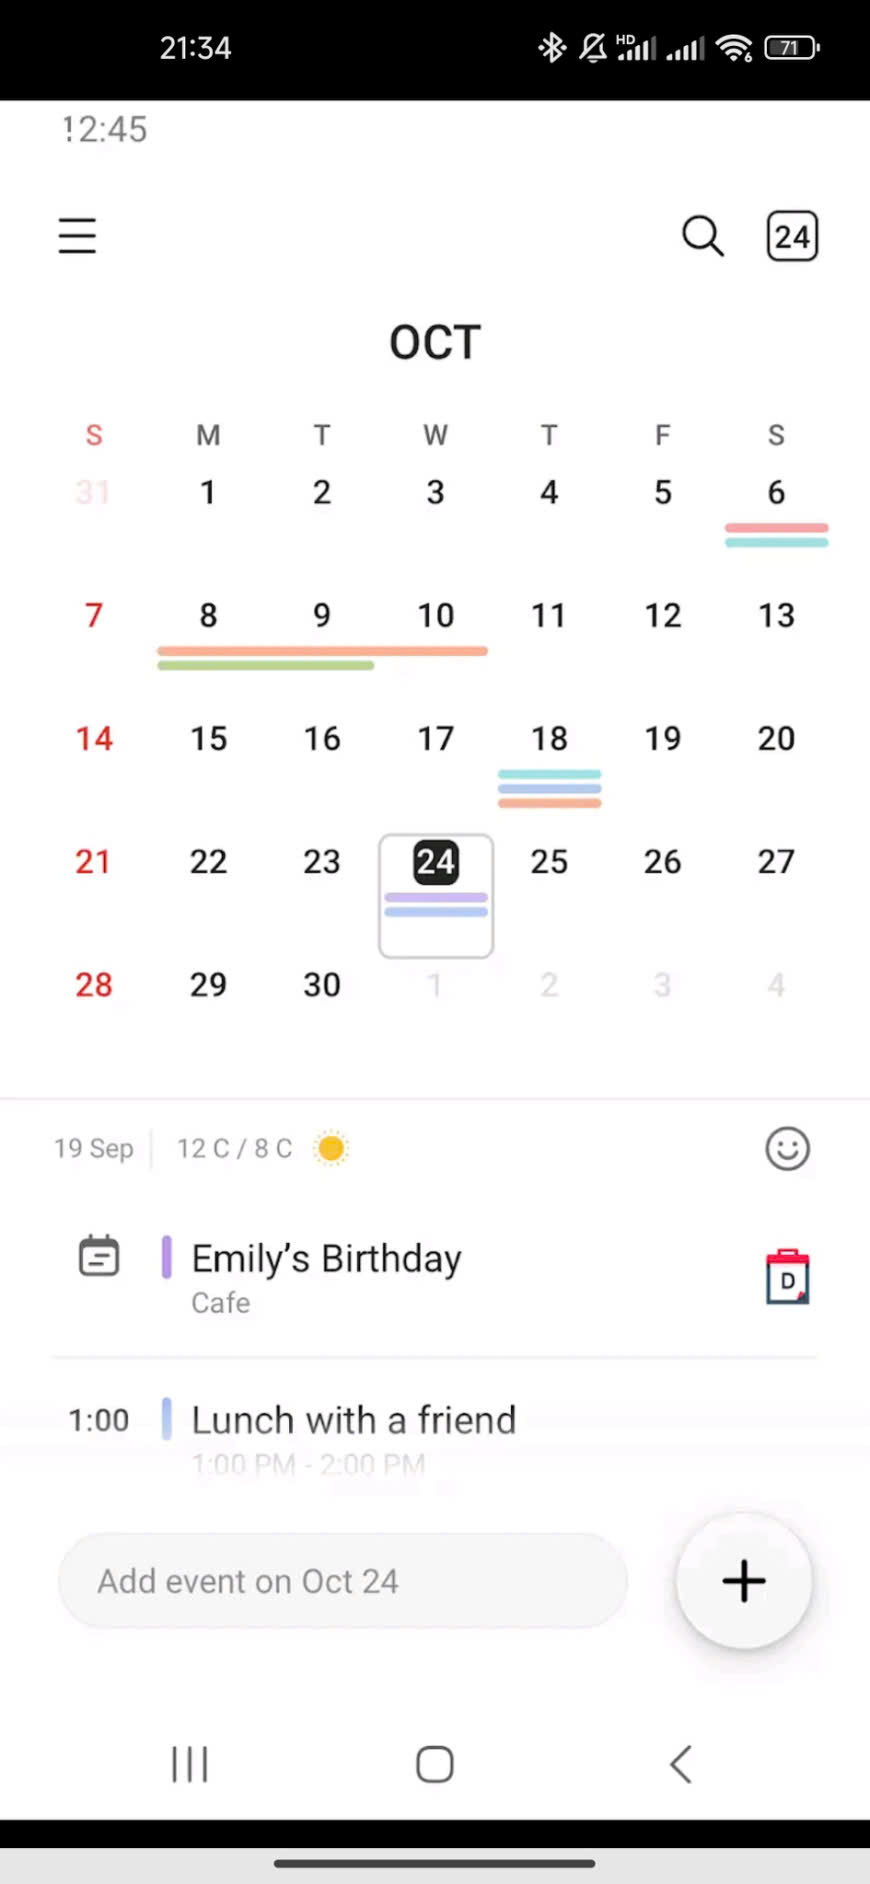 21:34
HD
6
71
12:45
24
OCT
S M T W T F S
31 1 2 3 4 5 6
7 8 9 10 11 12 13
14 15 16 17 18 19 20
21 22 23 24 25 26 27
28 29 30 1 2 3 4
19 Sep 12 C / 8 C
Emily’s Birthday
Cafe
D
1:00 Lunch with a friend
1:00 PM - 2:00 PM
Add event on Oct 24